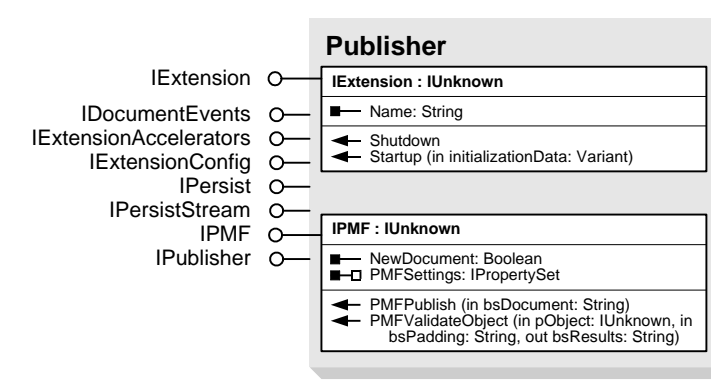 Publisher
IExtension
IDocumentEvents
IExtensionAccelerators
IExtensionConfig
IPersist
IPersistStream
IPMF
IPublisher
IExtension : IUnknown
Name: String
Shutdown
Startup (in initializationData: Variant)
IPMF : IUnknown
NewDocument: Boolean
PMFSettings: IPropertySet
PMFPublish (in bsDocument: String)
PMFValidateObject (in pObject: IUnknown, in
bsPadding: String, out bsResults: String)